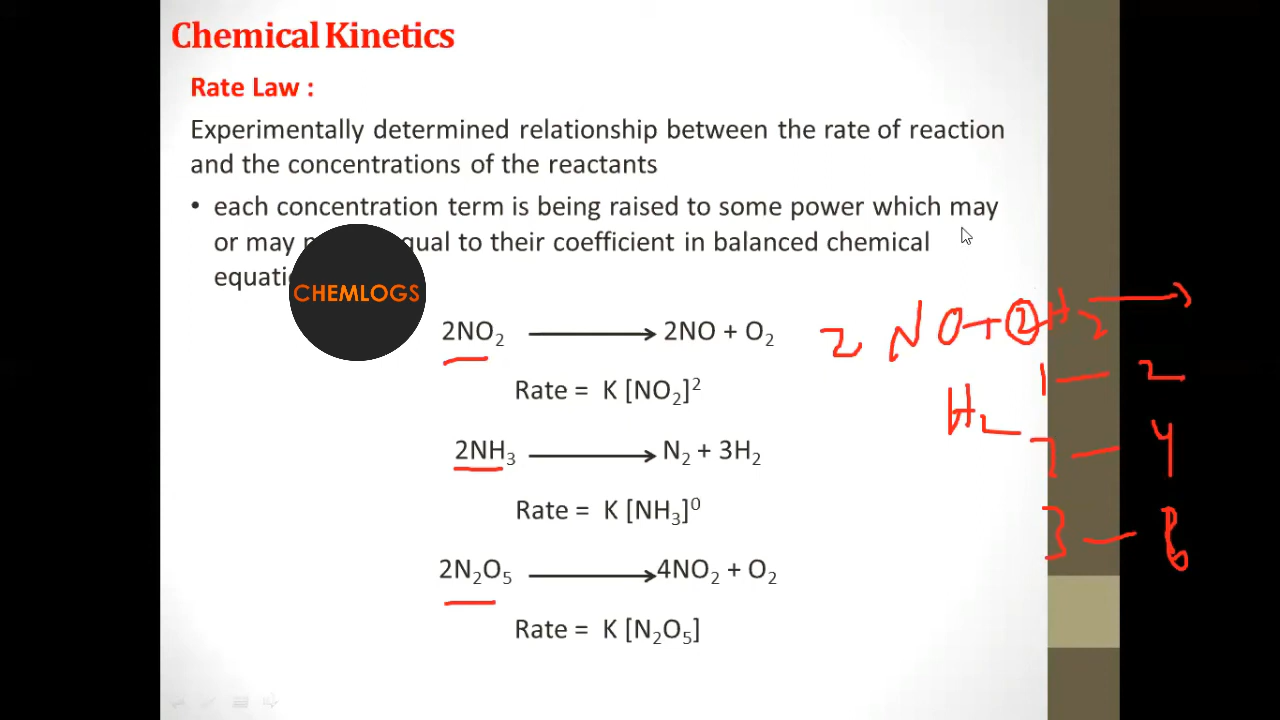 Chemical Kinetics
Rate Law :
Experimentally determined relationship between the rate of reaction
and the concentrations of the reactants
• each concentration term is being raised to some power which may
or may qual to their coefficient in balanced chemical
equati
CHEMLOGS
2NO₂ ⟶ 2NO + O₂
Rate = K [NO₂]²
2NH₃ ⟶ N₂ + 3H₂
Rate = K [NH₃]⁰
2N₂O₅ ⟶ 4NO₂ + O₂
Rate = K [N₂O₅]
2 NO + 2H₂ ⟶
1 — 2
H₂
2 — 4
3 — 8